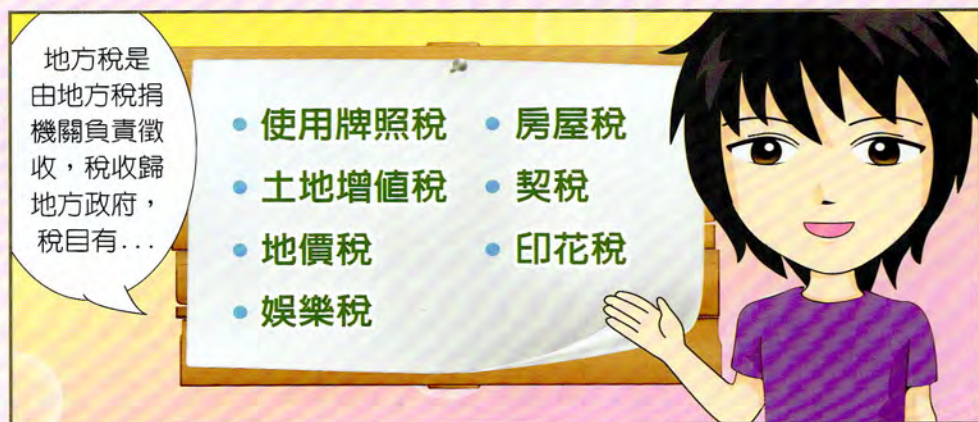 地方稅是
由地方稅捐
機關負責徵
收，稅收歸
地方政府，
稅目有...
• 使用牌照稅
• 土地增值稅
• 地價稅
• 娛樂稅
• 房屋稅
• 契稅
• 印花稅